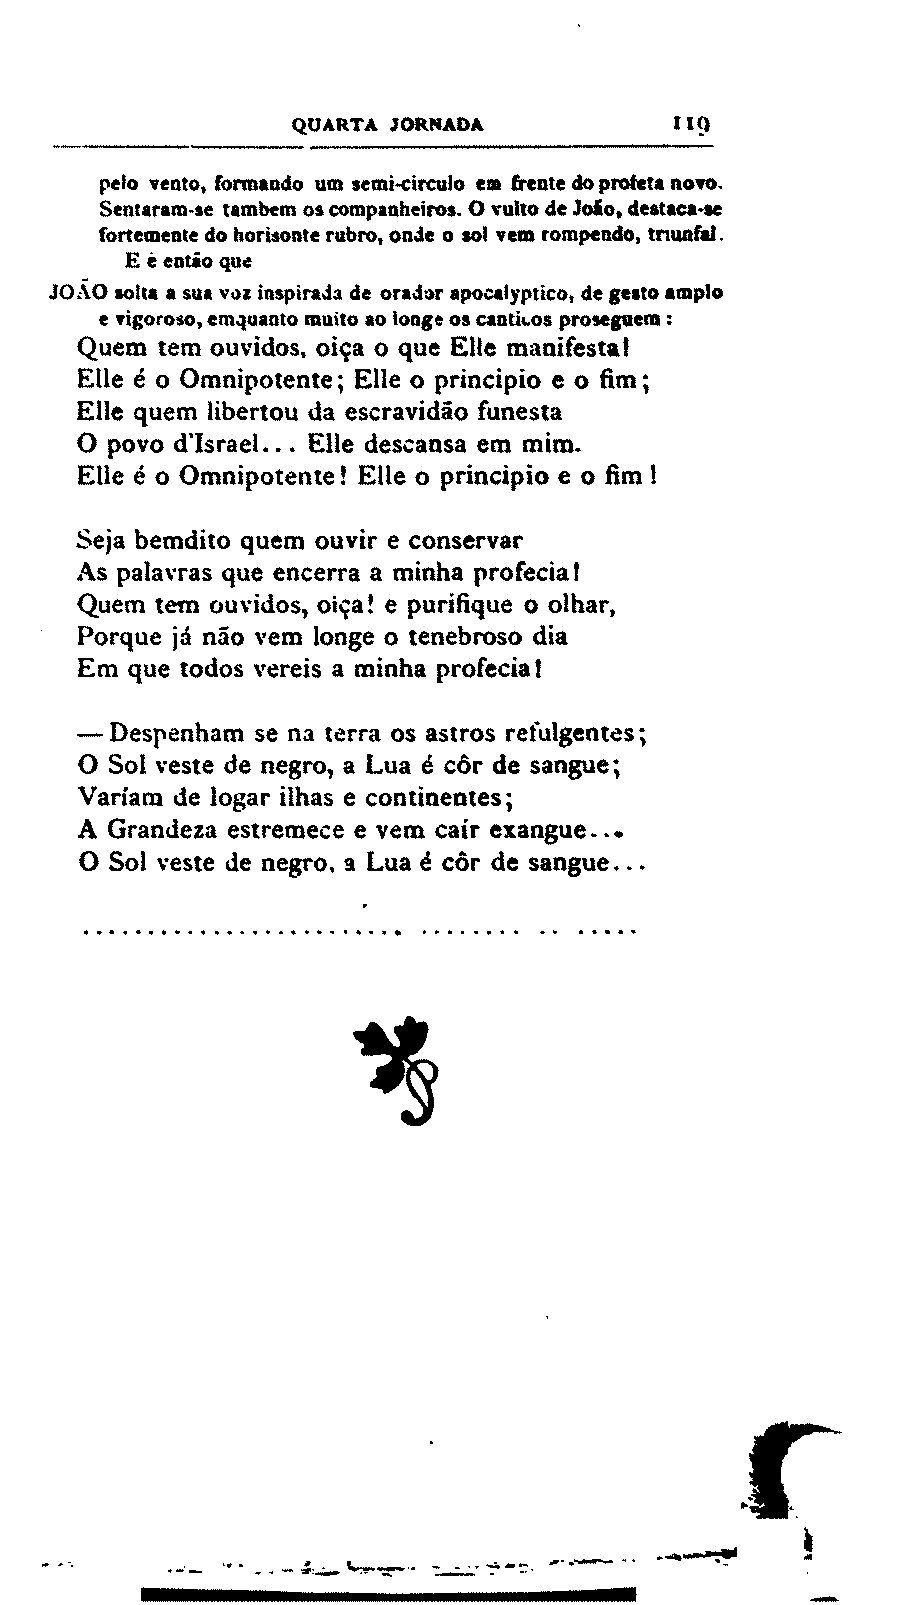 QUARTA JORNADA 119
pelo vento, formando um semi-circulo em frente do profeta novo.
Sentaram-se tambem os companheiros. O vulto de João, destaca-se
fortemente do horisonte rubro, onde o sol vem rompendo, triunfal.
E é então que
JOÃO solta a sua voz inspirada de orador apocalyptico, de gesto amplo
e vigoroso, emquanto muito ao longe os canticos proseguem :
Quem tem ouvidos, oiça o que Elle manifesta!
Elle é o Omnipotente; Elle o principio e o fim;
Elle quem libertou da escravidão funesta
O povo d'Israel... Elle descansa em mim.
Elle é o Omnipotente! Elle o principio e o fim !
Seja bemdito quem ouvir e conservar
As palavras que encerra a minha profecia!
Quem tem ouvidos, oiça! e purifique o olhar,
Porque já não vem longe o tenebroso dia
Em que todos vereis a minha profecia!
— Despenham se na terra os astros refulgentes;
O Sol veste de negro, a Lua é côr de sangue;
Varíam de logar ilhas e continentes;
A Grandeza estremece e vem caír exangue...
O Sol veste de negro, a Lua é côr de sangue...
......................... ........ .. .....